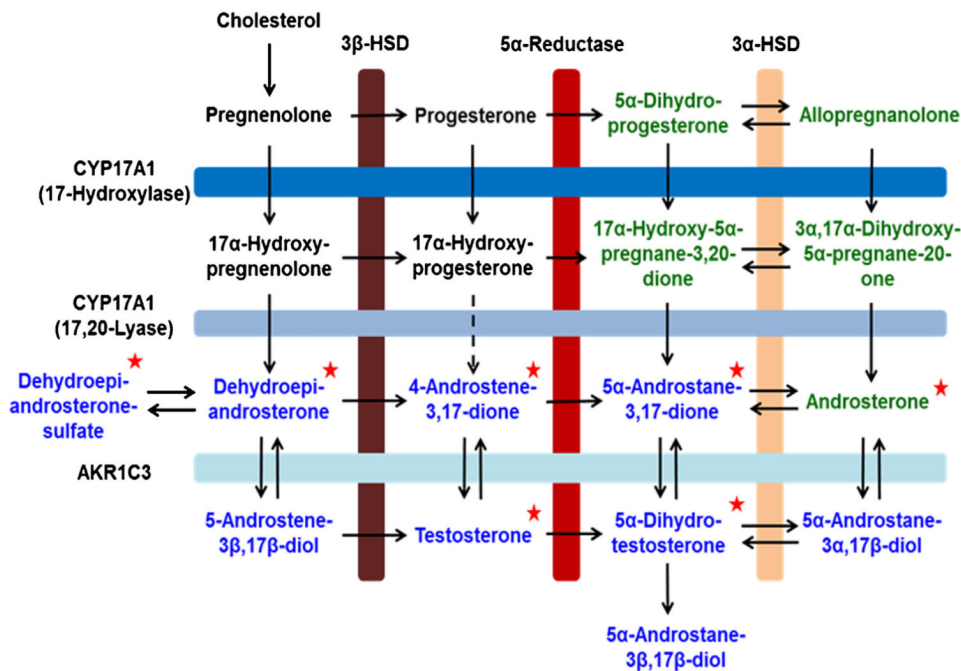 Cholesterol
3β-HSD
5α-Reductase
3α-HSD
Pregnenolone
Progesterone
5α-Dihydro-
progesterone
Allopregnanolone
CYP17A1
(17-Hydroxylase)
17α-Hydroxy-
pregnenolone
17α-Hydroxy-
progesterone
17α-Hydroxy-5α-
pregnane-3,20-
dione
3α,17α-Dihydroxy-
5α-pregnane-20-
one
CYP17A1
(17,20-Lyase)
Dehydroepi-
androsterone-
sulfate
Dehydroepi-
androsterone
4-Androstene-
3,17-dione
5α-Androstane-
3,17-dione
Androsterone
AKR1C3
5-Androstene-
3β,17β-diol
Testosterone
5α-Dihydro-
testosterone
5α-Androstane-
3α,17β-diol
5α-Androstane-
3β,17β-diol